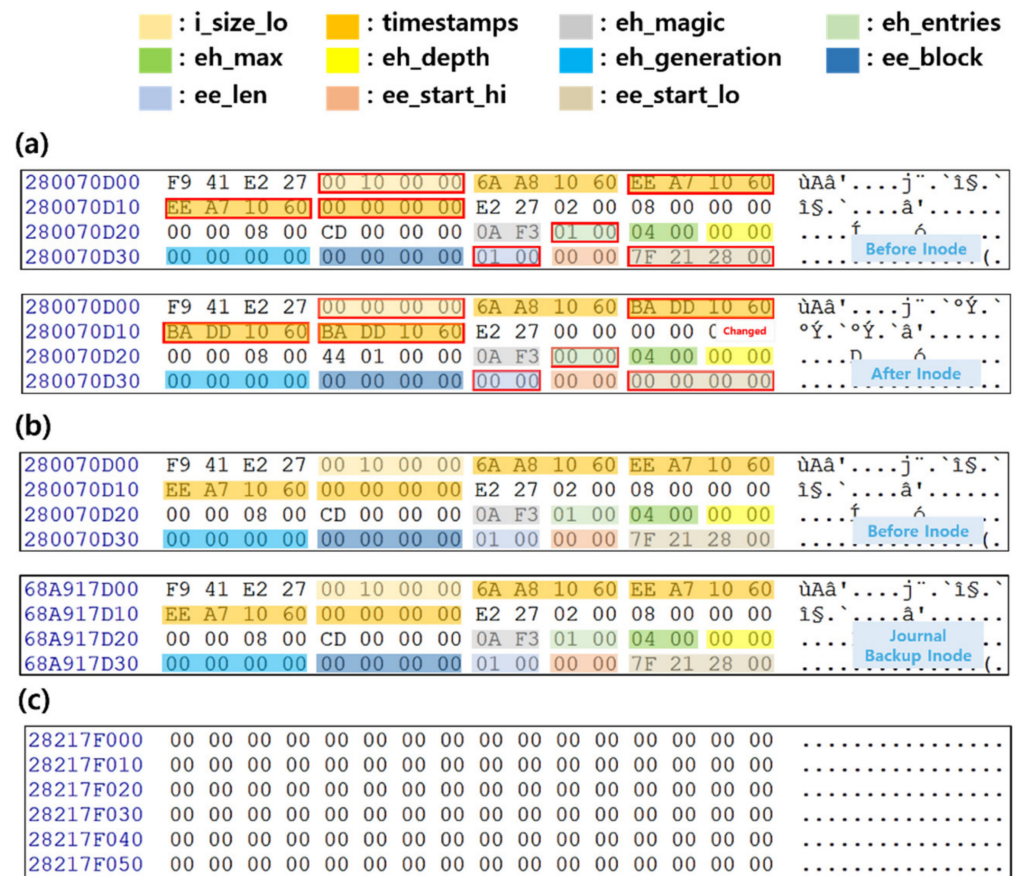 : i_size_lo : timestamps : eh_magic : eh_entries
: eh_max : eh_depth : eh_generation : ee_block
: ee_len : ee_start_hi : ee_start_lo
(a)
280070D00 F9 41 E2 27 00 10 00 00 6A A8 10 60 EE A7 10 60 ùAâ'....j¨.`î§.`
280070D10 EE A7 10 60 00 00 00 00 E2 27 02 00 08 00 00 00 î§.`....â'......
280070D20 00 00 08 00 CD 00 00 00 0A F3 01 00 04 00 00 00
280070D30 00 00 00 00 00 00 00 00 01 00 00 00 7F 21 28 00
Before Inode
280070D00 F9 41 E2 27 00 00 00 00 6A A8 10 60 BA DD 10 60 ùAâ'....j¨.`ºÝ.`
280070D10 BA DD 10 60 BA DD 10 60 E2 27 00 00 00 00 ºÝ.`ºÝ.`â'......
Changed
280070D20 00 00 08 00 44 01 00 00 0A F3 00 00 04 00 00 00
280070D30 00 00 00 00 00 00 00 00 00 00 00 00 00 00 00 00
After Inode
(b)
280070D00 F9 41 E2 27 00 10 00 00 6A A8 10 60 EE A7 10 60 ùAâ'....j¨.`î§.`
280070D10 EE A7 10 60 00 00 00 00 E2 27 02 00 08 00 00 00 î§.`....â'......
280070D20 00 00 08 00 CD 00 00 00 0A F3 01 00 04 00 00 00
280070D30 00 00 00 00 00 00 00 00 01 00 00 00 7F 21 28 00
Before Inode
68A917D00 F9 41 E2 27 00 10 00 00 6A A8 10 60 EE A7 10 60 ùAâ'....j¨.`î§.`
68A917D10 EE A7 10 60 00 00 00 00 E2 27 02 00 08 00 00 00 î§.`....â'......
68A917D20 00 00 08 00 CD 00 00 00 0A F3 01 00 04 00 00 00
68A917D30 00 00 00 00 00 00 00 00 01 00 00 00 7F 21 28 00
Journal
Backup Inode
(c)
28217F000 00 00 00 00 00 00 00 00 00 00 00 00 00 00 00 00 ................
28217F010 00 00 00 00 00 00 00 00 00 00 00 00 00 00 00 00 ................
28217F020 00 00 00 00 00 00 00 00 00 00 00 00 00 00 00 00 ................
28217F030 00 00 00 00 00 00 00 00 00 00 00 00 00 00 00 00 ................
28217F040 00 00 00 00 00 00 00 00 00 00 00 00 00 00 00 00 ................
28217F050 00 00 00 00 00 00 00 00 00 00 00 00 00 00 00 00 ................